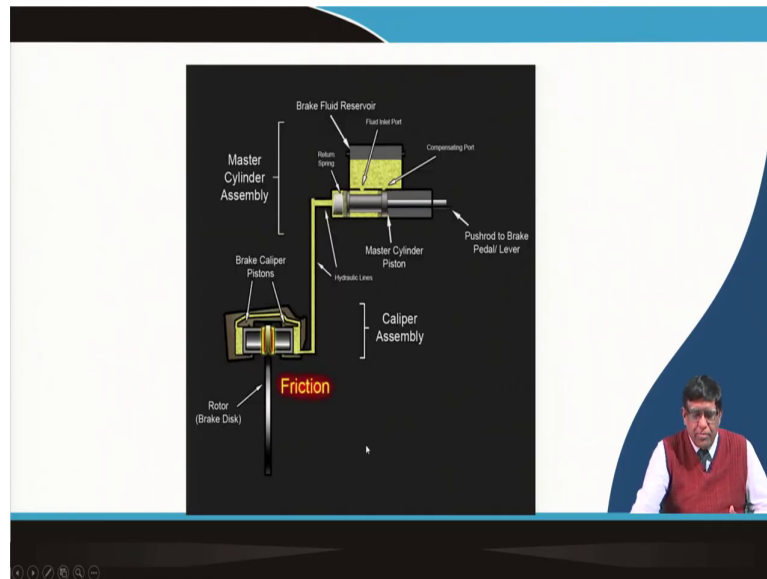 Brake Fluid Reservoir
Fluid Inlet Port
Compensating Port
Return
Spring
Master
Cylinder
Assembly
Pushrod to Brake
Pedal/ Lever
Master Cylinder
Piston
Brake Caliper
Pistons
Hydraulic Lines
Caliper
Assembly
Friction
Rotor
(Brake Disk)